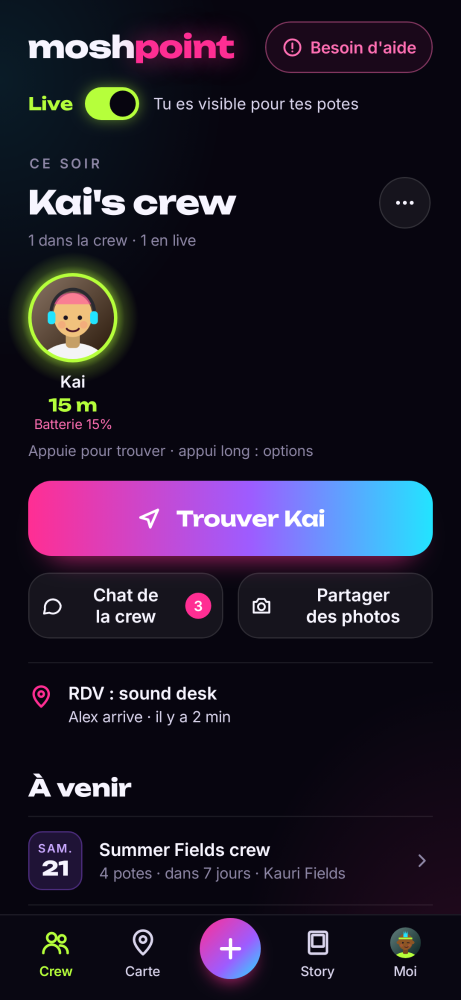 moshpoint
Besoin d'aide
Live
Tu es visible pour tes potes
CE SOIR
Kai's crew
1 dans la crew · 1 en live
Kai
15 m
Batterie 15%
Appuie pour trouver · appui long : options
Trouver Kai
Chat de
la crew
3
Partager
des photos
RDV : sound desk
Alex arrive · il y a 2 min
À venir
SAM.
21
Summer Fields crew
4 potes · dans 7 jours · Kauri Fields
Crew
Carte
Story
Moi